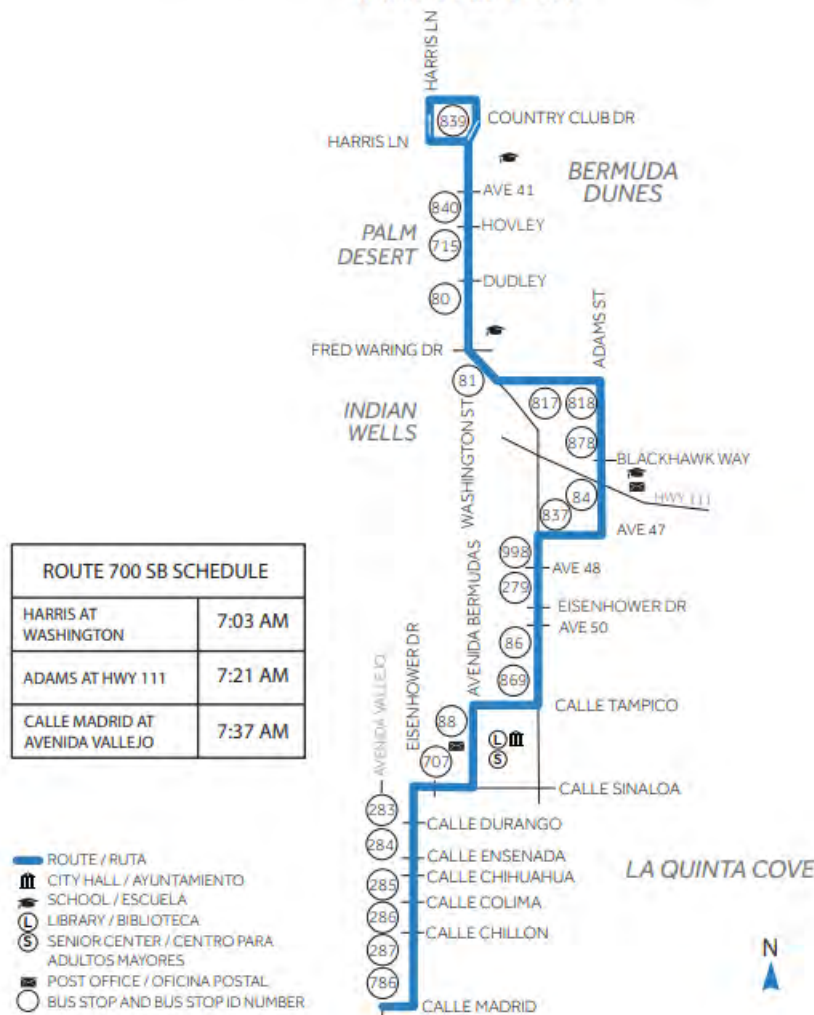 HARRIS LN
839
COUNTRY CLUB DR
HARRIS LN
BERMUDA
DUNES
AVE 41
840
HOVLEY
PALM
DESERT
715
DUDLEY
80
ADAMS ST
FRED WARING DR
81
817
818
INDIAN
WELLS
WASHINGTON ST
878
BLACKHAWK WAY
84
HWY 111
837
AVE 47
ROUTE 700 SB SCHEDULE
HARRIS AT
WASHINGTON
7:03 AM
ADAMS AT HWY 111
7:21 AM
CALLE MADRID AT
AVENIDA VALLEJO
7:37 AM
998
AVE 48
279
AVENIDA BERMUDAS
EISENHOWER DR
AVE 50
86
869
EISENHOWER DR
AVENIDA VALLEJO
CALLE TAMPICO
88
L
S
707
CALLE SINALOA
283
CALLE DURANGO
284
CALLE ENSENADA
CALLE CHIHUAHUA
285
LA QUINTA COVE
CALLE COLIMA
286
CALLE CHILLON
287
786
CALLE MADRID
N
ROUTE / RUTA
CITY HALL / AYUNTAMIENTO
SCHOOL / ESCUELA
L LIBRARY / BIBLIOTECA
S SENIOR CENTER / CENTRO PARA
ADULTOS MAYORES
POST OFFICE / OFICINA POSTAL
BUS STOP AND BUS STOP ID NUMBER